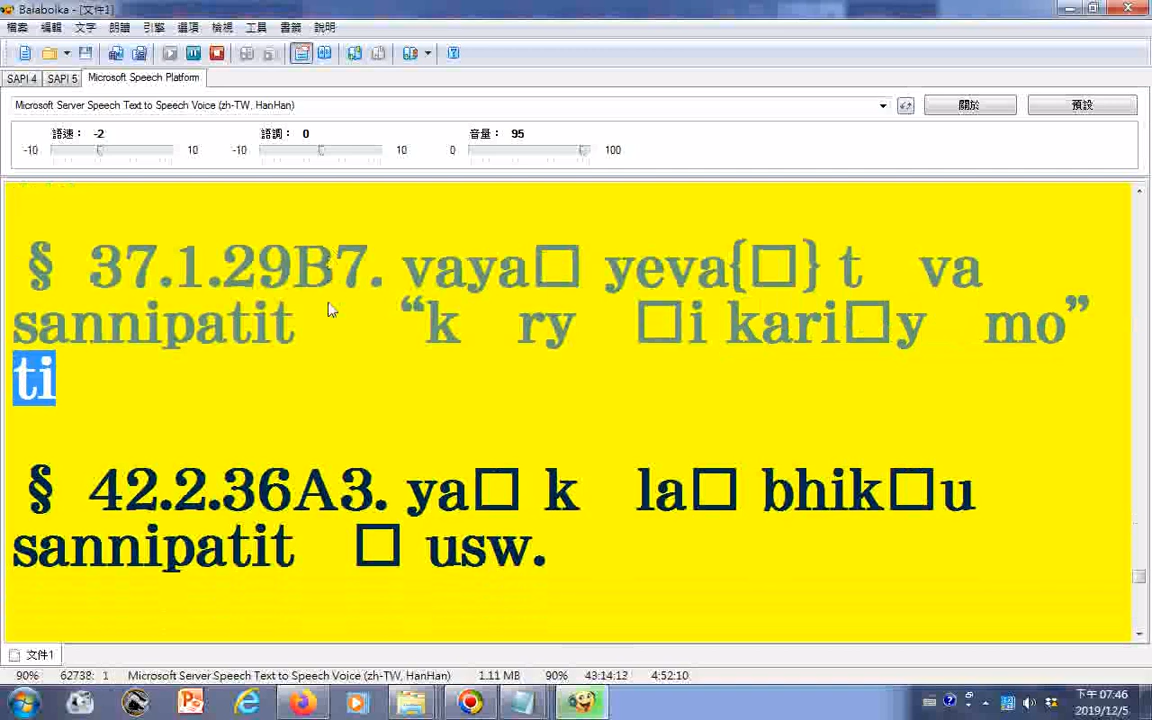 Balabolka - [文件1]
檔案 編輯 文字 朗讀 引擎 選項 檢視 工具 書籤 說明
SAPI 4 SAPI 5 Microsoft Speech Platform
Microsoft Server Speech Text to Speech Voice (zh-TW, HanHan) 關於 預設
語速： -2 語調： 0 音量： 95
-10 10 -10 10 0 100
§ 37.1.29B7. vaya□ yeva{□} t va
sannipatit “k ry □i kari□y mo”
ti
§ 42.2.36A3. ya□ k la□ bhik□u
sannipatit □ usw.
文件1
90% 62738: 1 Microsoft Server Speech Text to Speech Voice (zh-TW, HanHan) 1.11 MB 90% 43:14:12 4:52:10
下午 07:46
2019/12/5